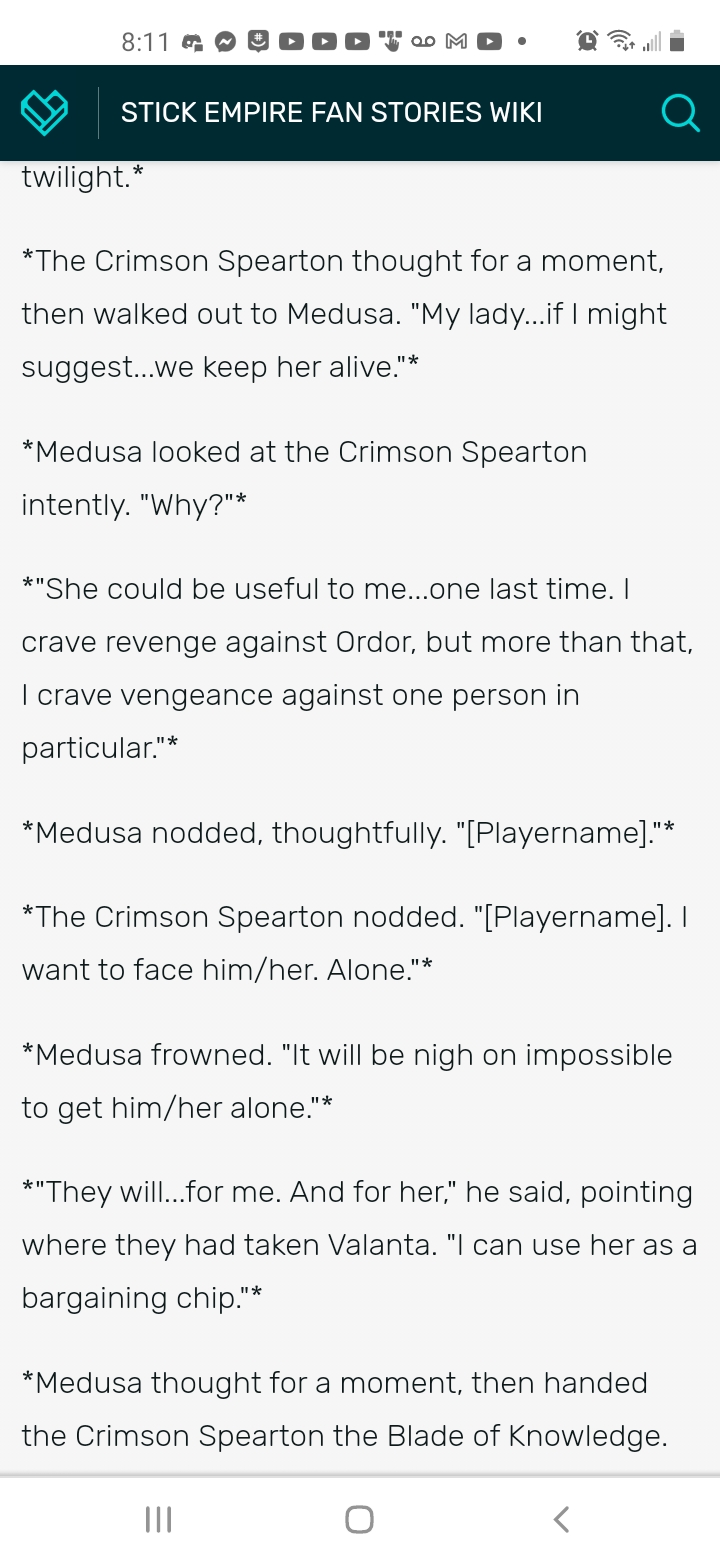 8:11
STICK EMPIRE FAN STORIES WIKI
twilight.*
*The Crimson Spearton thought for a moment,
then walked out to Medusa. "My lady...if I might
suggest...we keep her alive."*
*Medusa looked at the Crimson Spearton
intently. "Why?"*
*"She could be useful to me...one last time. I
crave revenge against Ordor, but more than that,
I crave vengeance against one person in
particular."*
*Medusa nodded, thoughtfully. "[Playername]."*
*The Crimson Spearton nodded. "[Playername]. I
want to face him/her. Alone."*
*Medusa frowned. "It will be nigh on impossible
to get him/her alone."*
*"They will...for me. And for her," he said, pointing
where they had taken Valanta. "I can use her as a
bargaining chip."*
*Medusa thought for a moment, then handed
the Crimson Spearton the Blade of Knowledge.